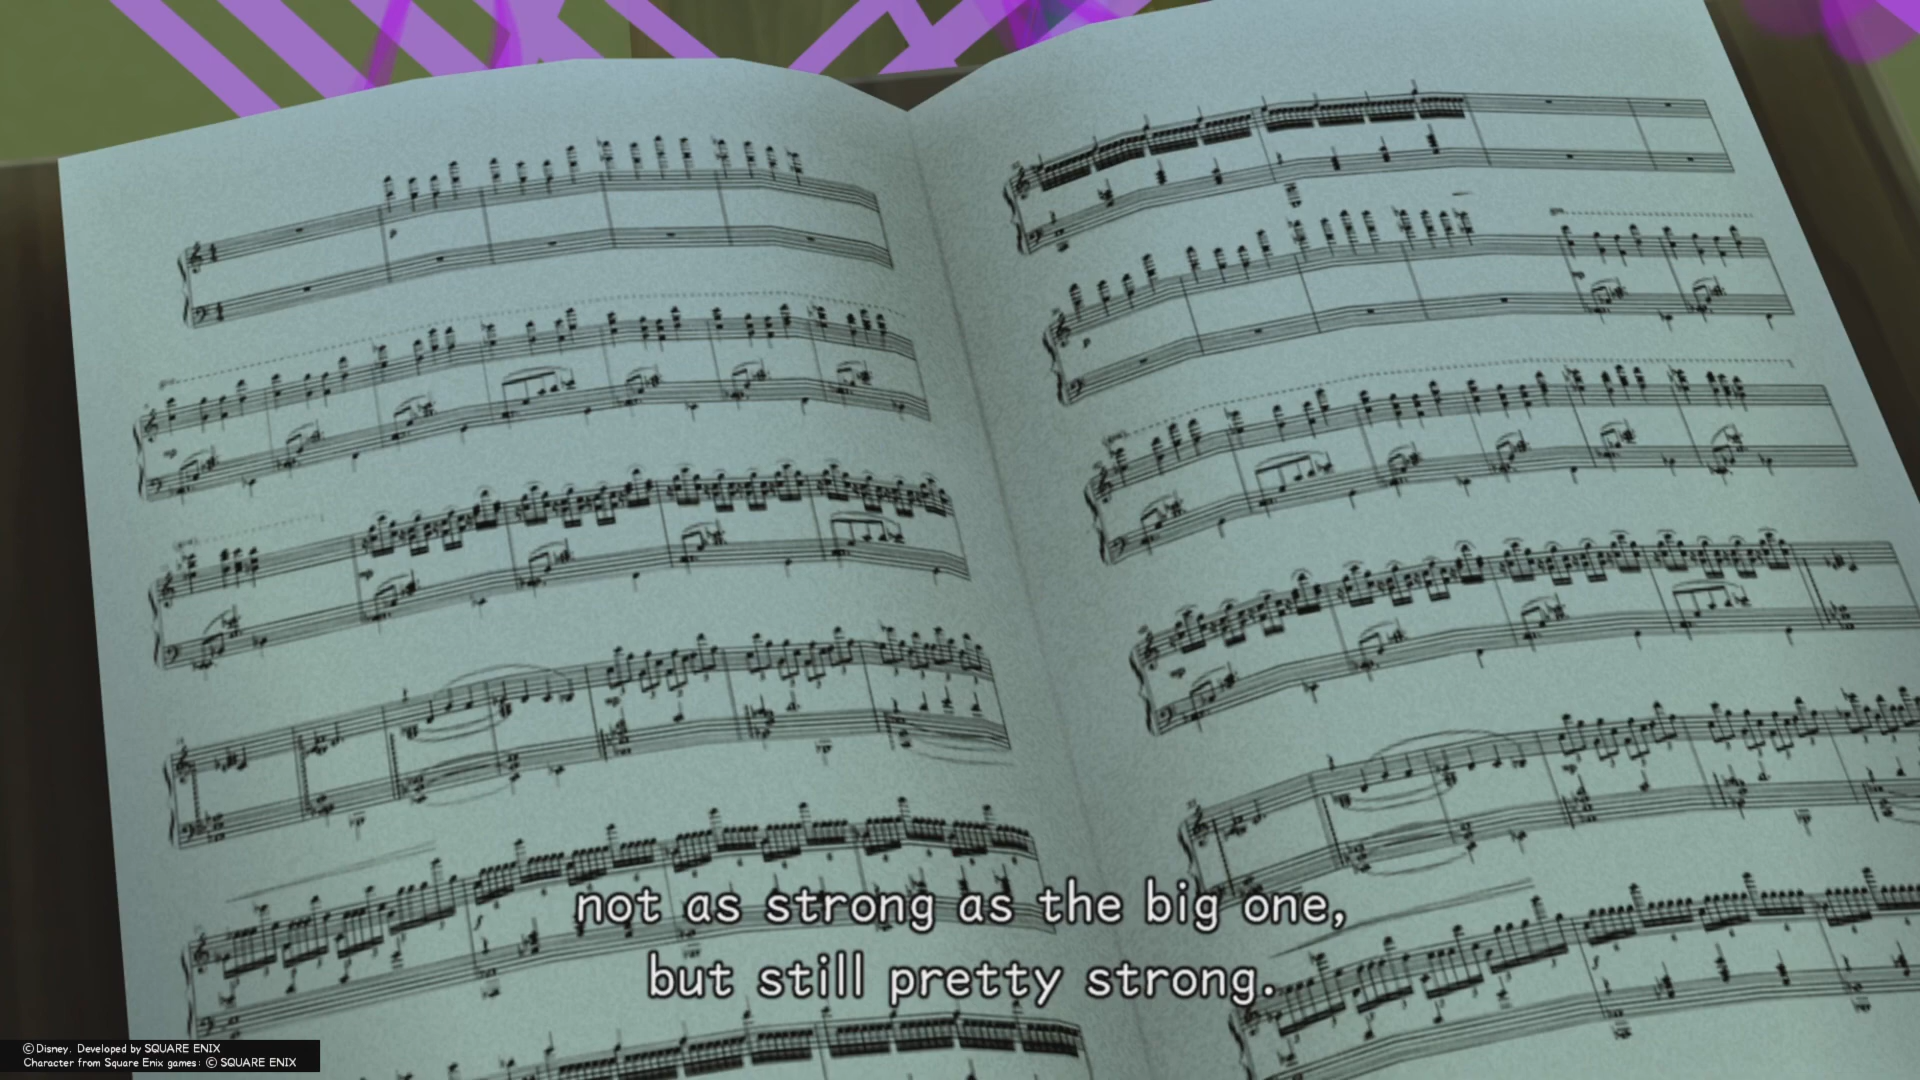 not as strong as the big one,
but still pretty strong.
© Disney. Developed by SQUARE ENIX
Character from Square Enix games: © SQUARE ENIX